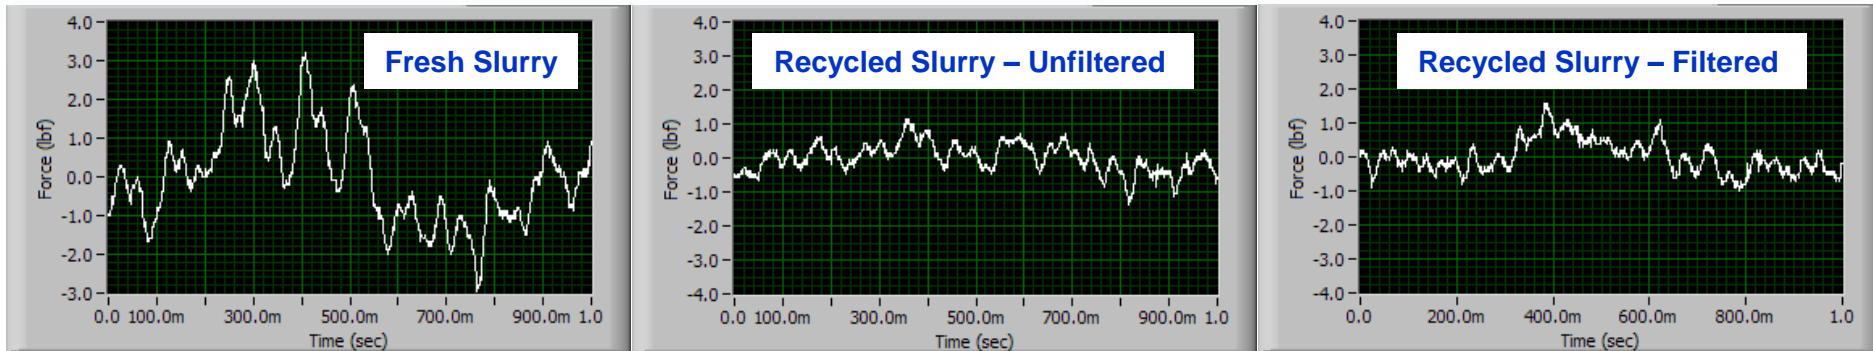 Fresh Slurry
4.0
3.0
2.0
1.0
0.0
-1.0
-2.0
-3.0
Force (lbf)
0.0 100.0m 300.0m 500.0m 700.0m 900.0m 1.0
Time (sec)
Recycled Slurry – Unfiltered
4.0
3.0
2.0
1.0
0.0
-1.0
-2.0
-3.0
-4.0
Force (lbf)
0.0 100.0m 300.0m 500.0m 700.0m 900.0m 1.0
Time (sec)
Recycled Slurry – Filtered
4.0
3.0
2.0
1.0
0.0
-1.0
-2.0
-3.0
-4.0
Force (lbf)
0.0 200.0m 400.0m 600.0m 800.0m 1.0
Time (sec)